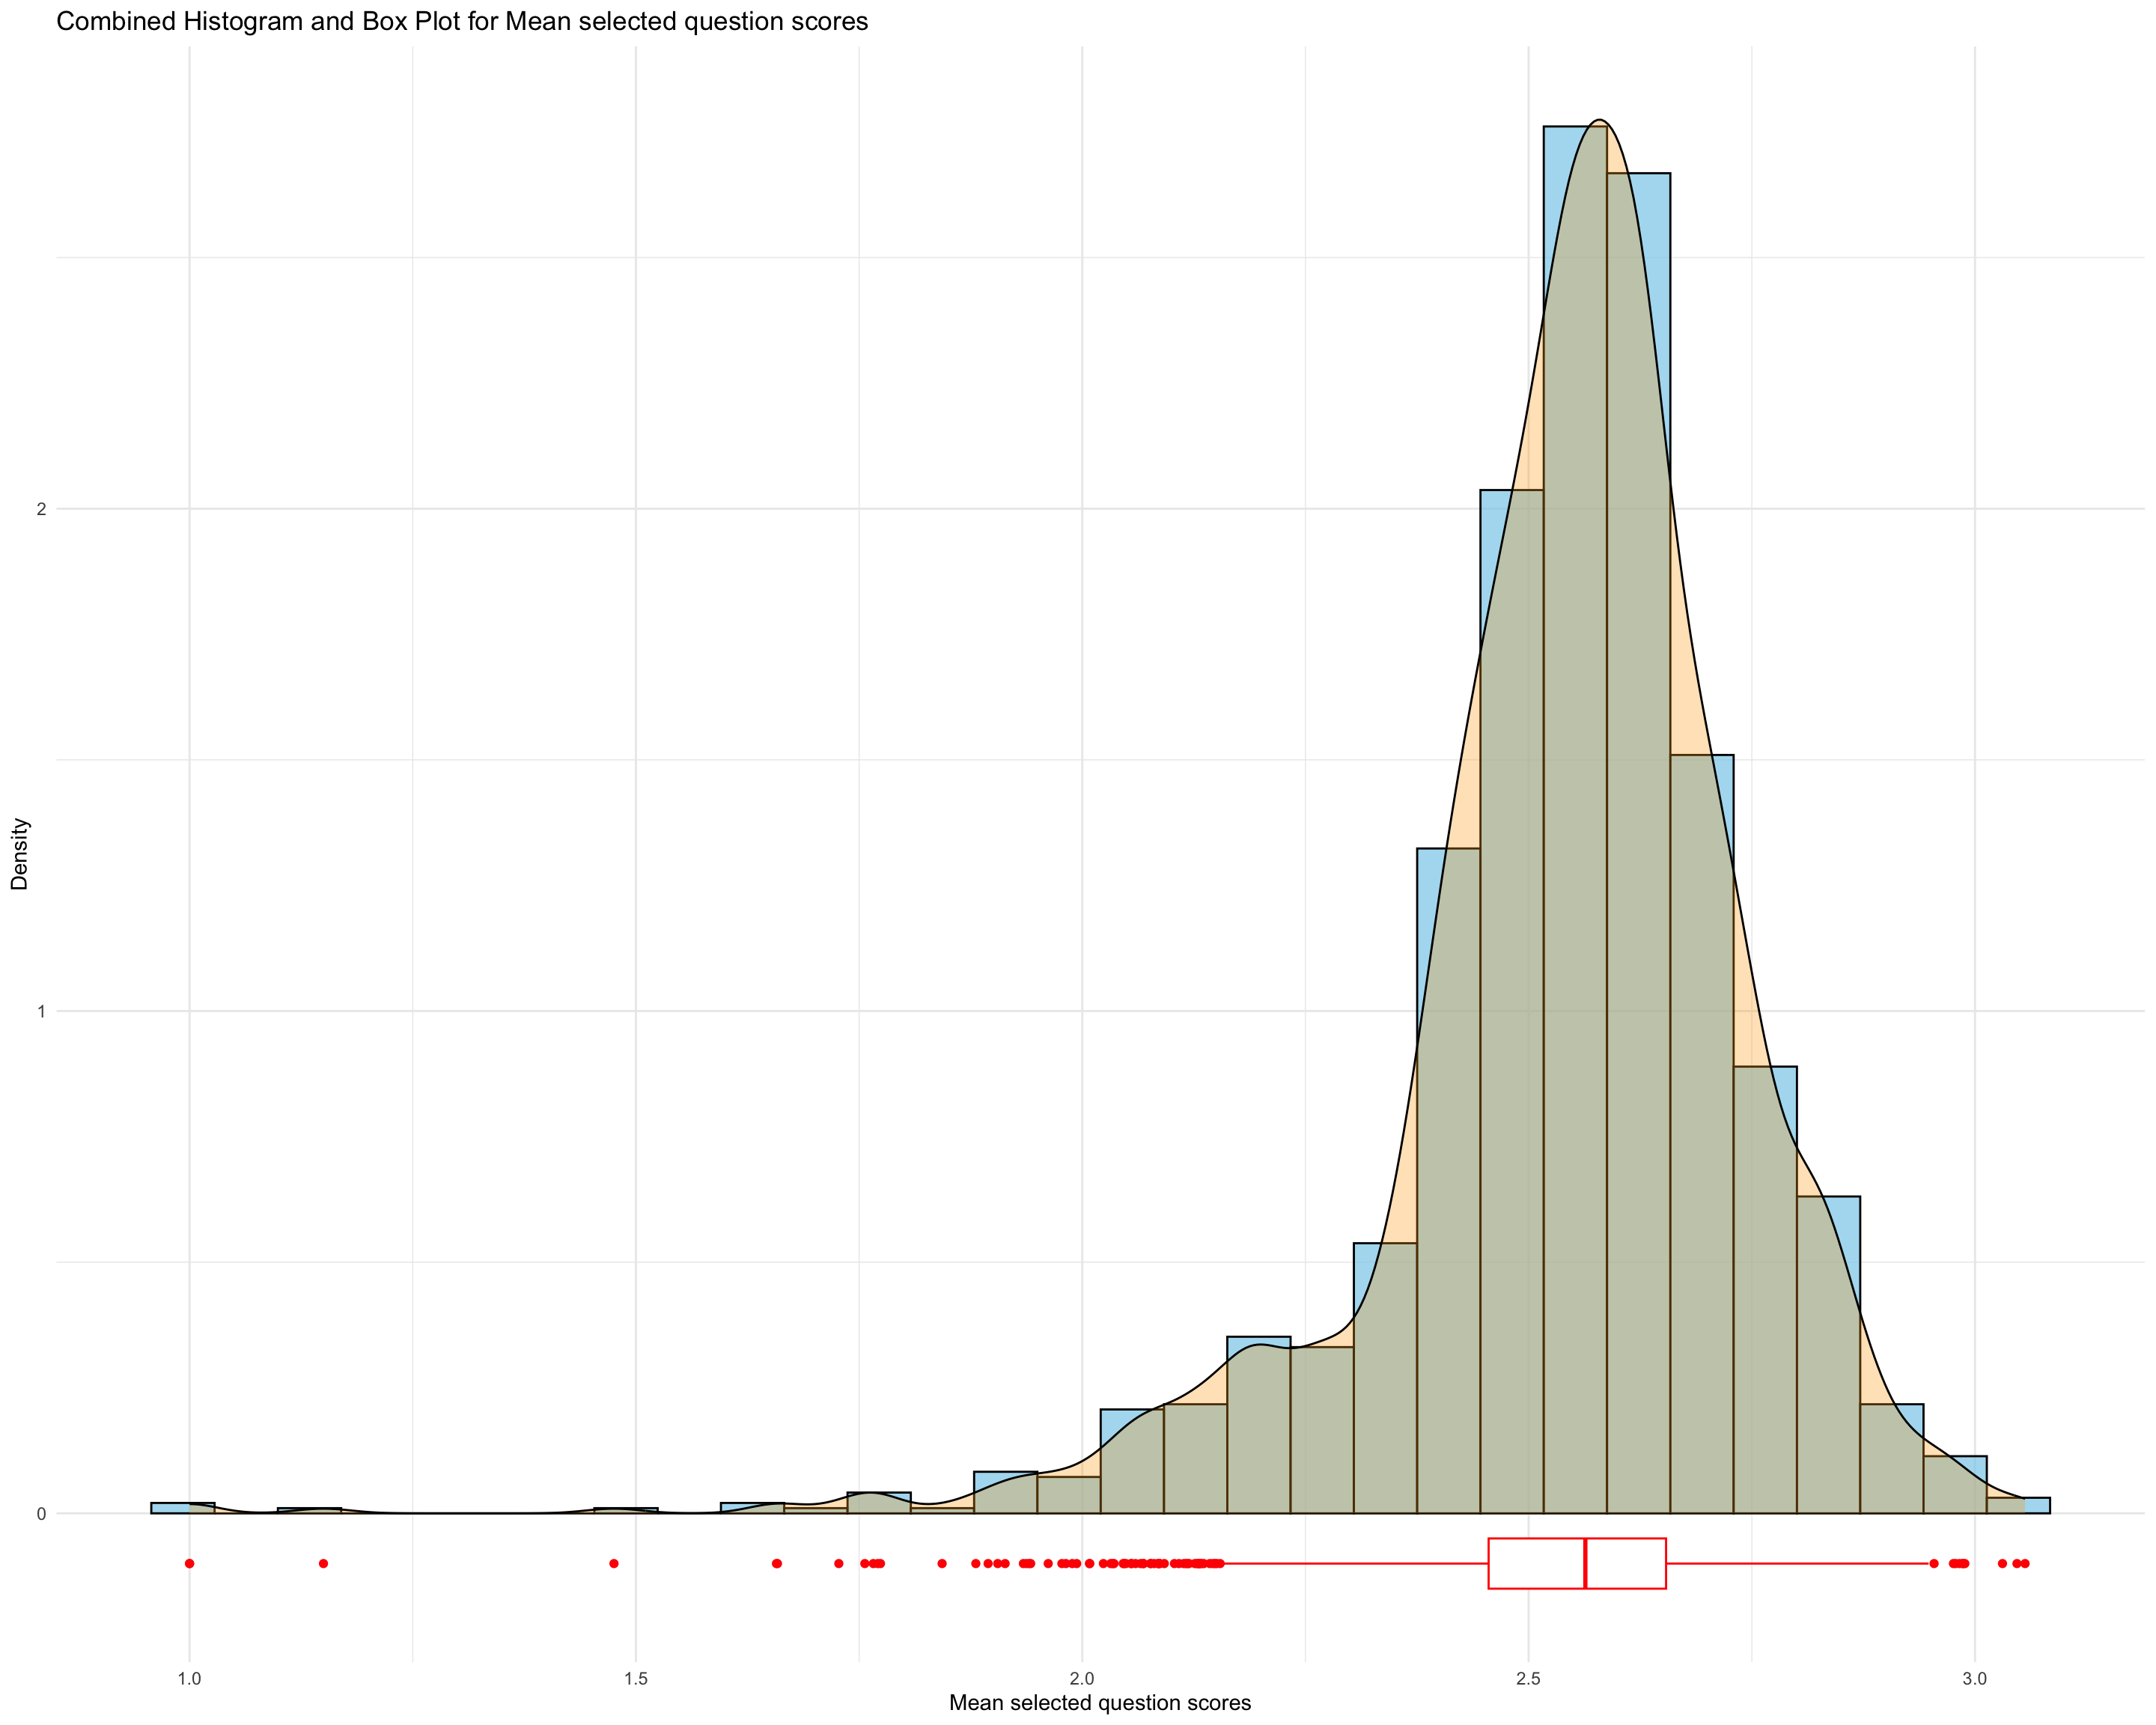 Combined Histogram and Box Plot for Mean selected question scores
2
1
0
Density
1.0 1.5 2.0 2.5 3.0
Mean selected question scores